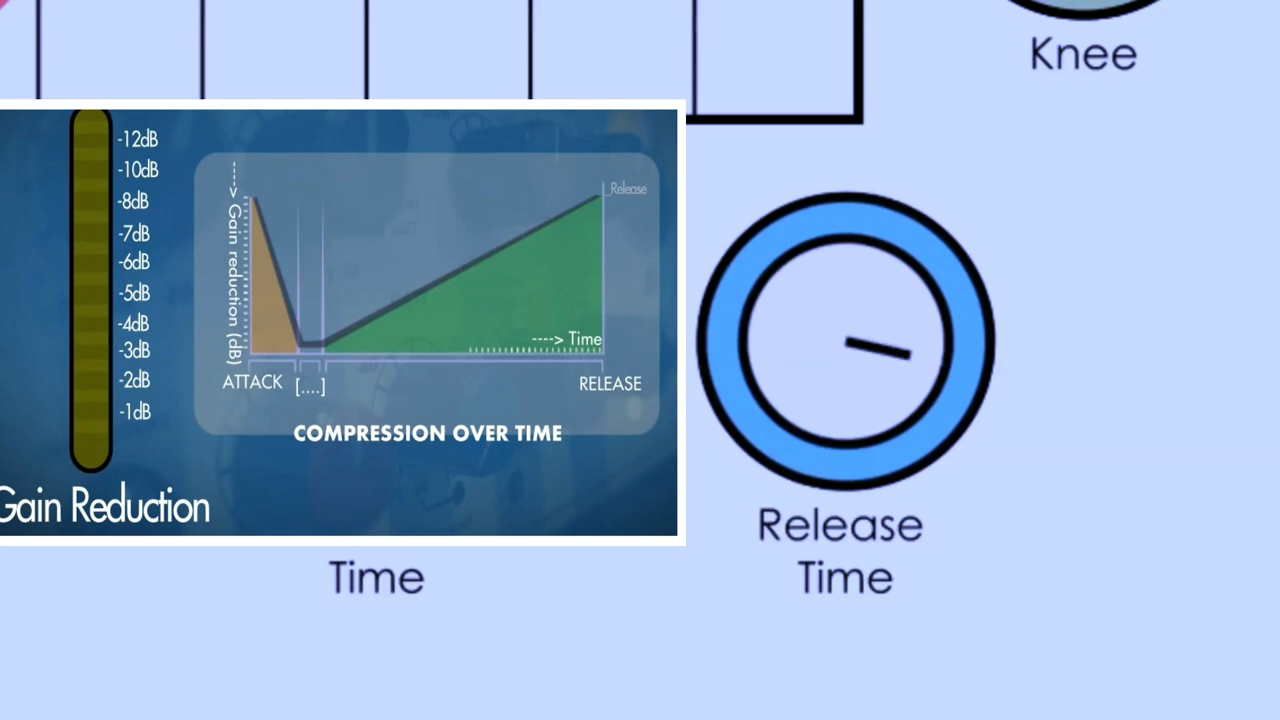 Knee
-12dB
-10dB
-8dB
-7dB
-6dB
-5dB
-4dB
-3dB
-2dB
-1dB
Gain Reduction
----> Gain reduction (dB)
Release
----> Time
ATTACK
[....]
RELEASE
COMPRESSION OVER TIME
Time
Release
Time